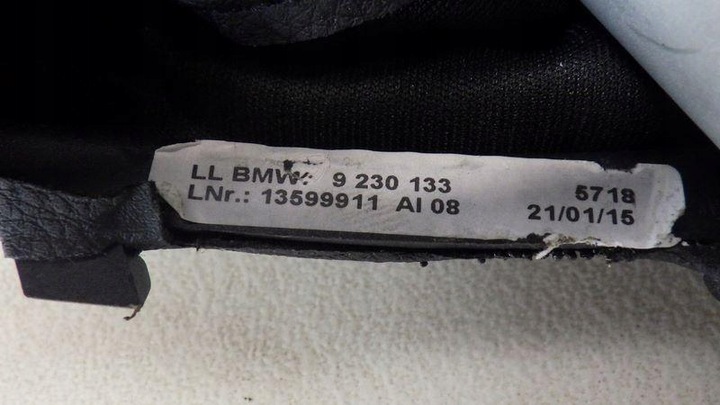 LL BMW: 9 230 133 5718
LNr.: 13599911 AI 08 21/01/15